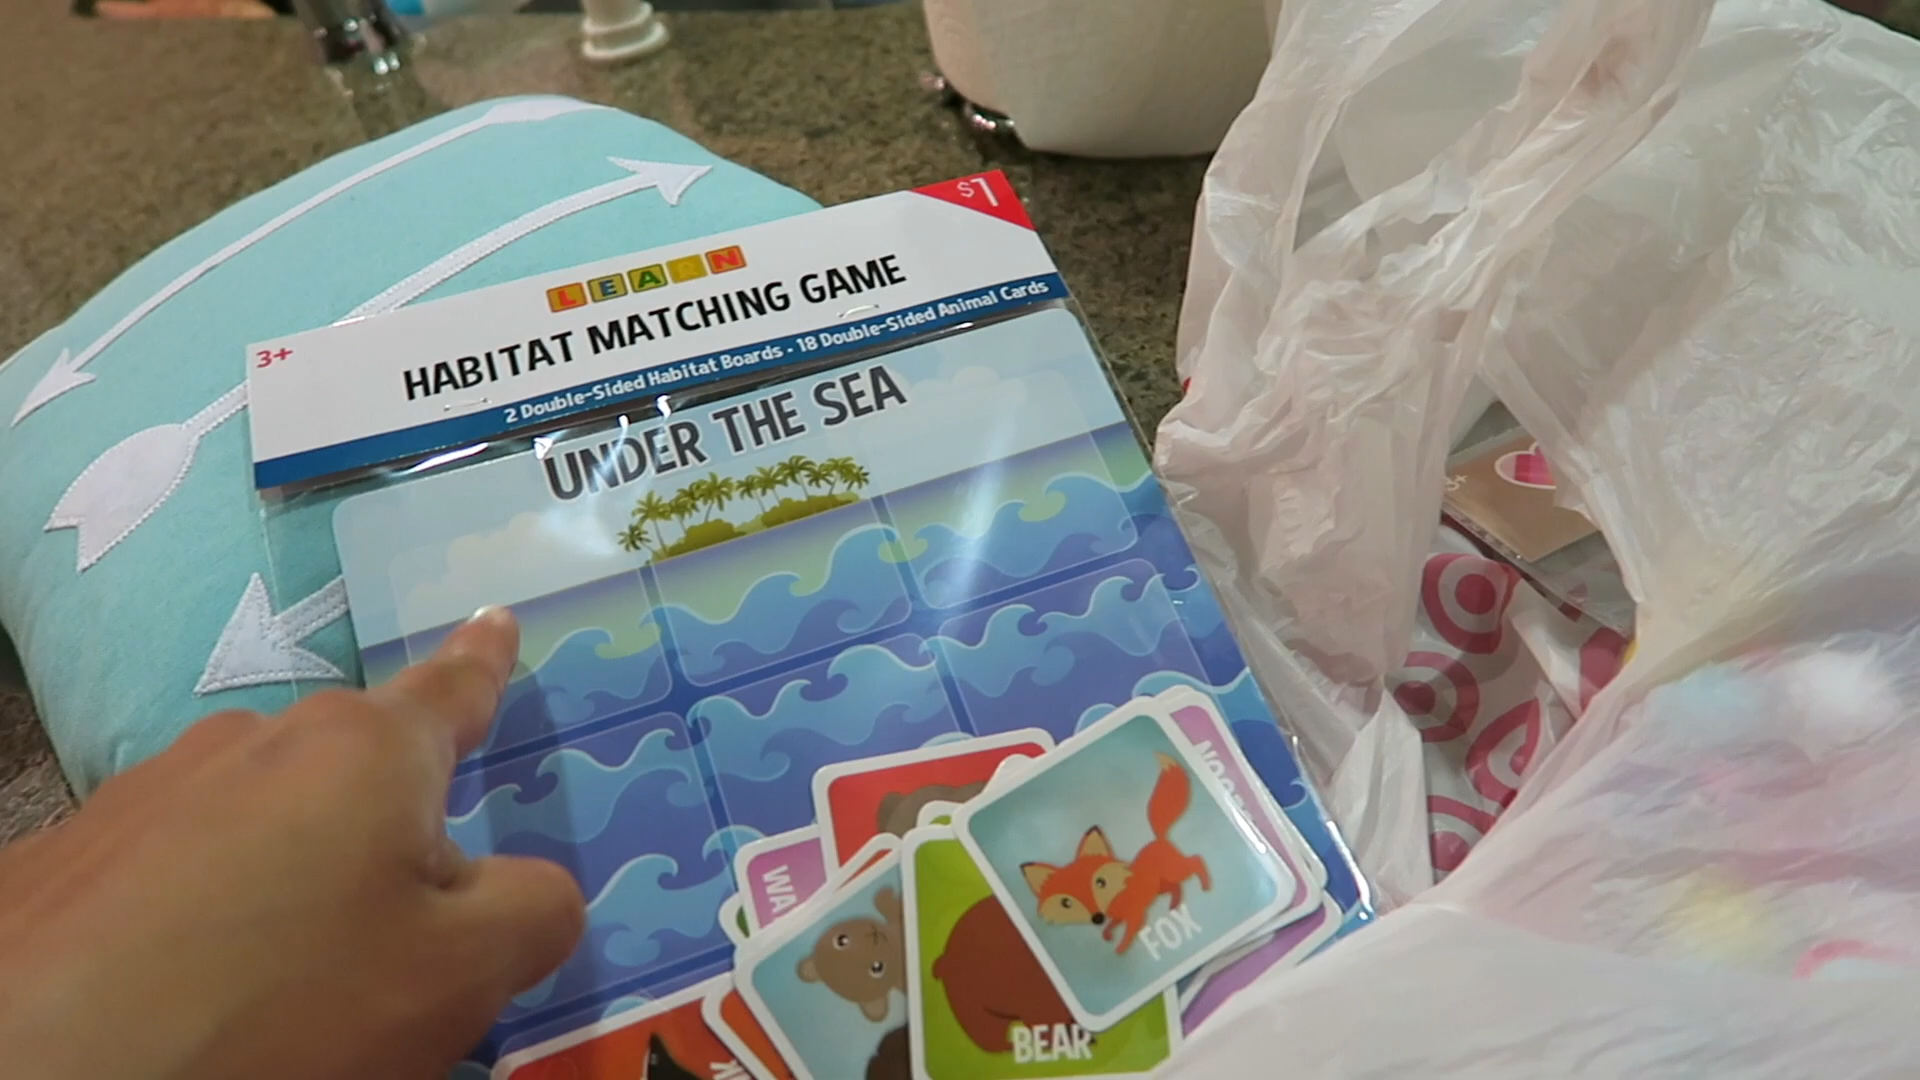 $1
LEARN
3+
HABITAT MATCHING GAME
2 Double-Sided Habitat Boards - 18 Double-Sided Animal Cards
UNDER THE SEA
FOX
BEAR